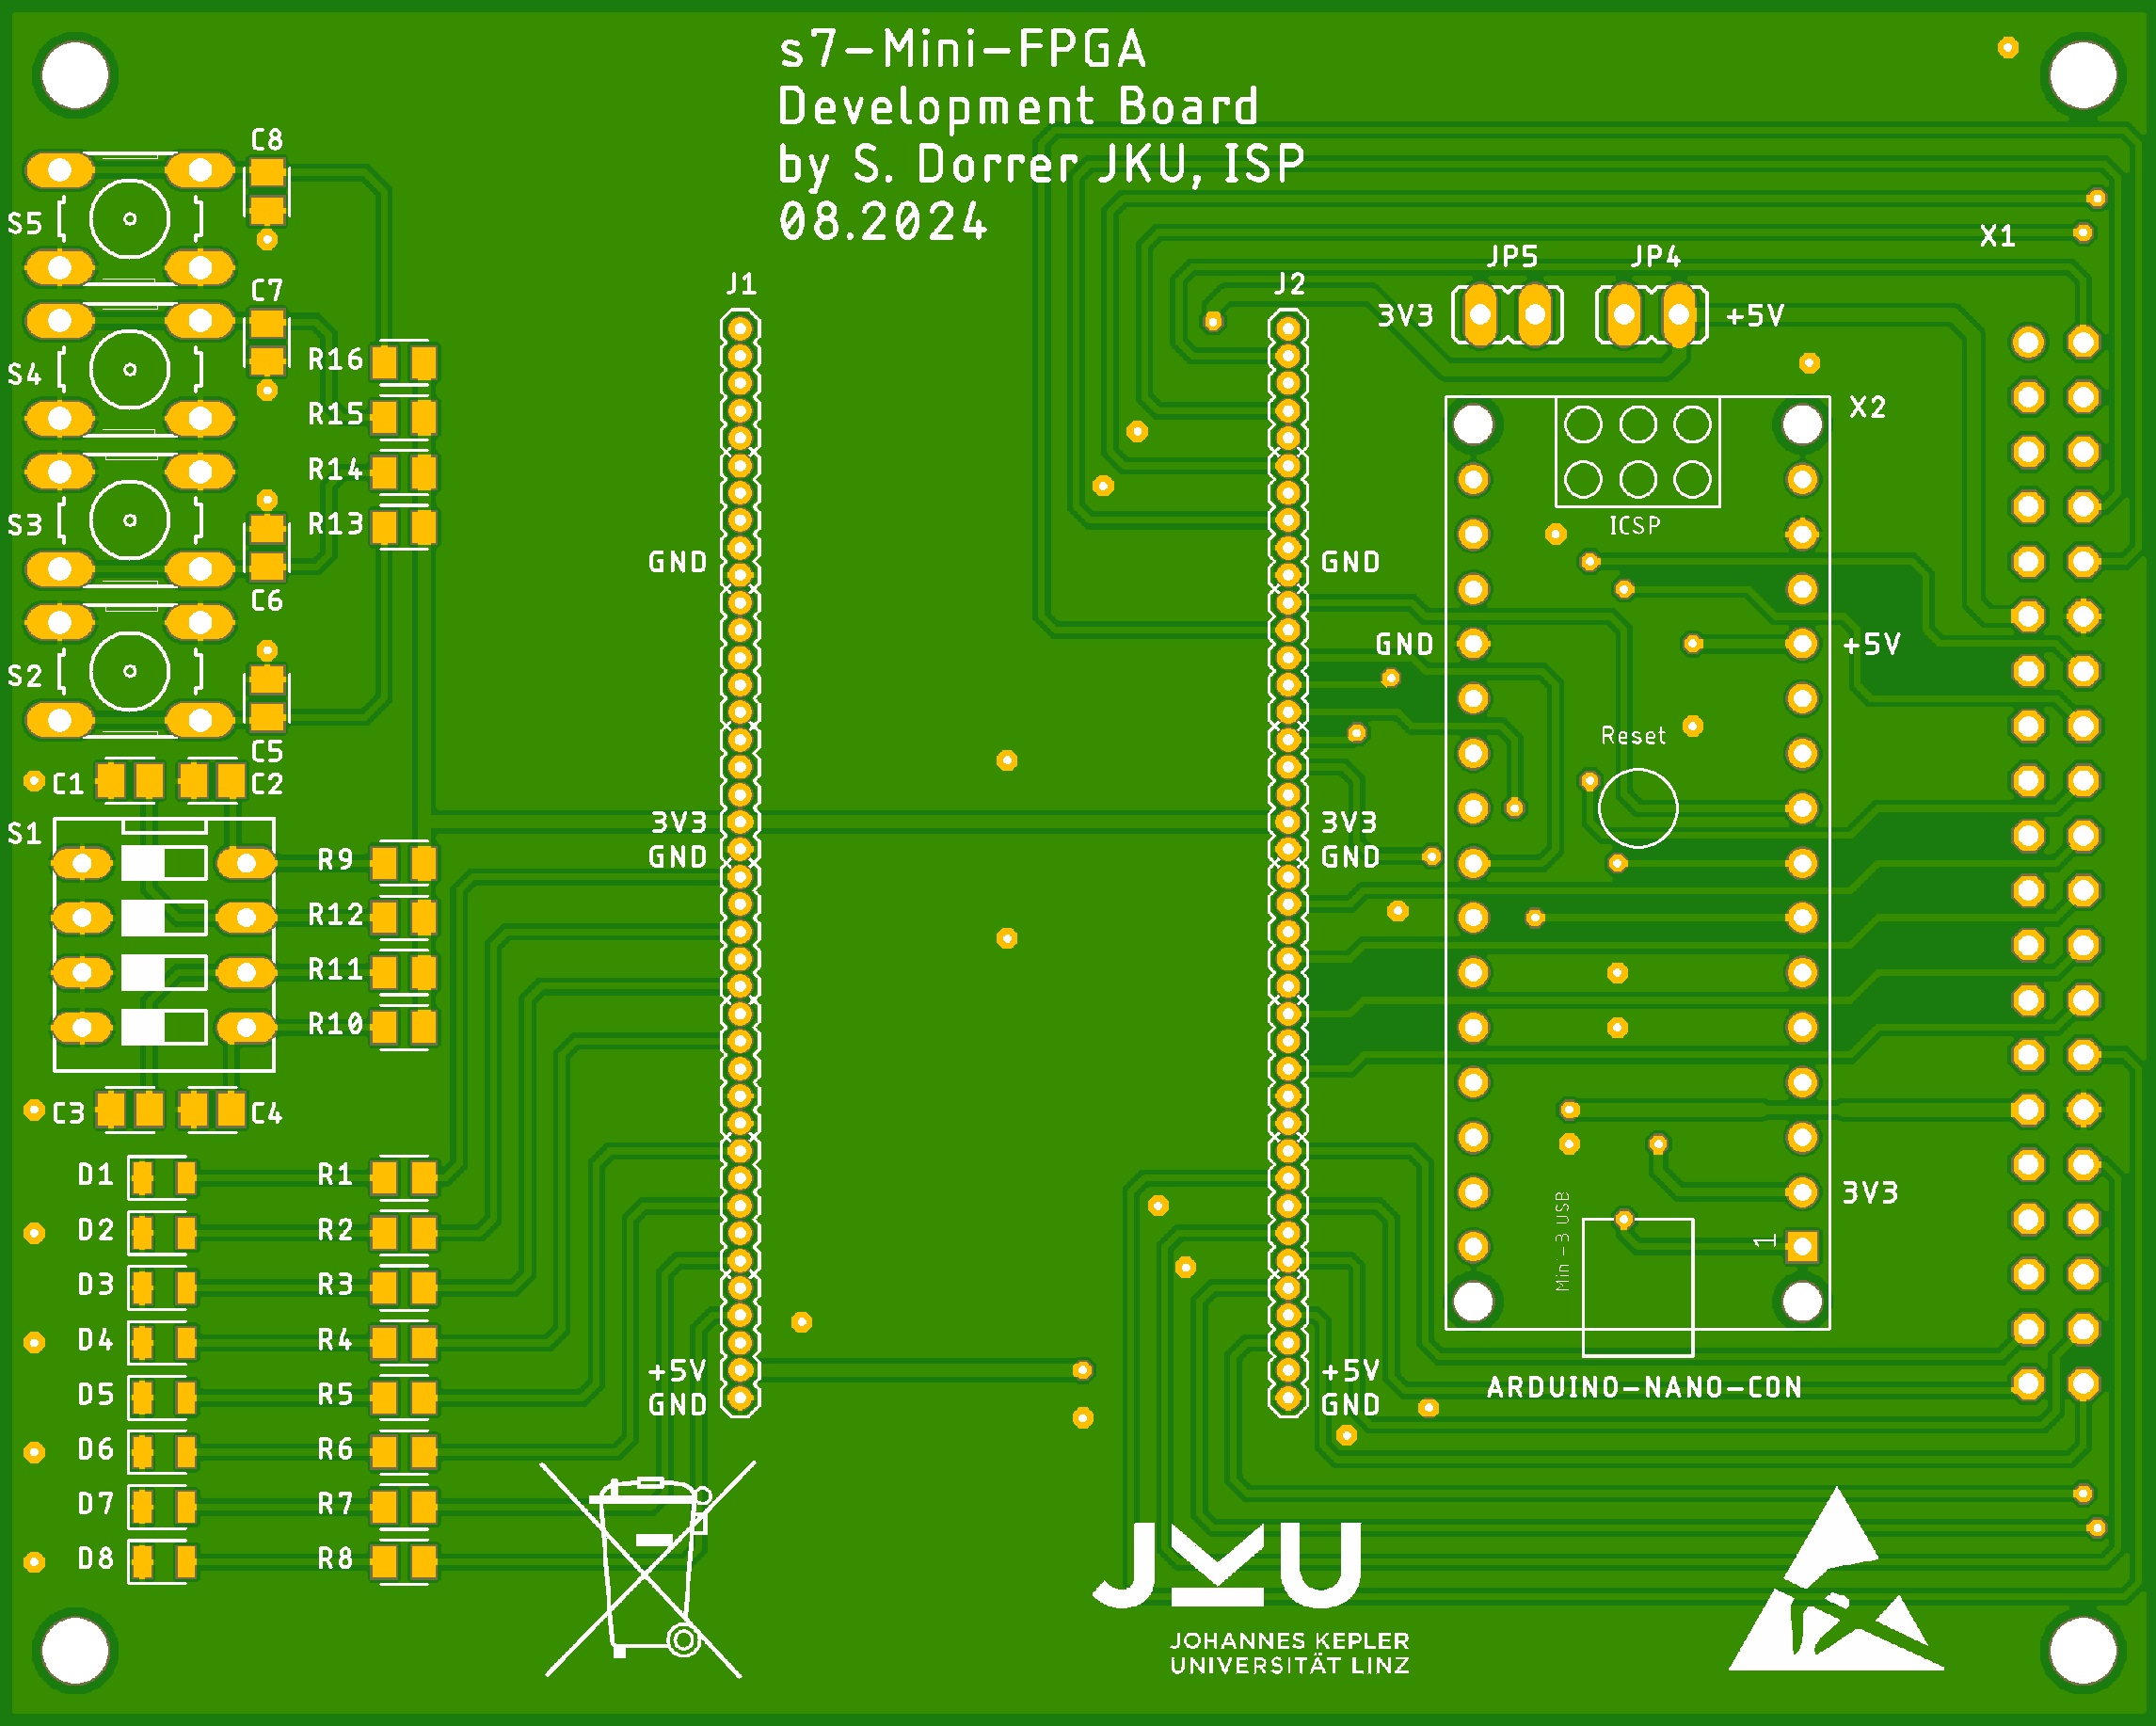 s7-Mini-FPGA
Development Board
by S. Dorrer JKU, ISP
08.2024
C8
S5
X1
JP5 JP4
J1 J2
C7
3V3 +5V
R16
S4
X2
R15
R14
S3 R13
ICSP
GND GND
C6
GND +5V
S2
Reset
C5
C1 C2
S1 3V3 3V3
R9 GND GND
R12
R11
R10
C3 C4
D1 R1
3V3
D2 R2
Mini-B USB 1
D3 R3
D4 R4
+5V +5V
D5 R5 ARDUINO-NANO-CON
GND GND
D6 R6
D7 R7
D8 R8
JKU
JOHANNES KEPLER
UNIVERSITÄT LINZ